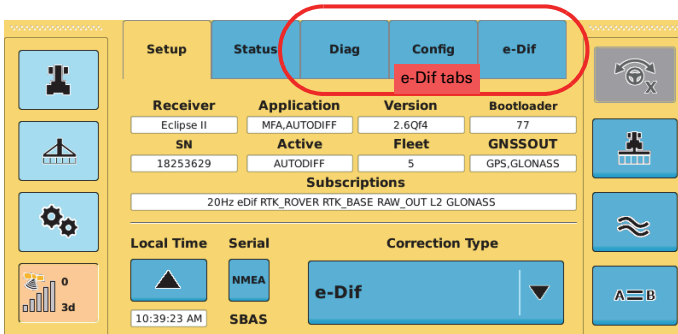 Setup Status Diag Config e-Dif
e-Dif tabs
Receiver Application Version Bootloader
Eclipse II MFA,AUTODIFF 2.6Qf4 77
SN Active Fleet GNSSOUT
18253629 AUTODIFF 5 GPS,GLONASS
Subscriptions
20Hz eDif RTK_ROVER RTK_BASE RAW_OUT L2 GLONASS
Local Time Serial Correction Type
NMEA e-Dif
10:39:23 AM SBAS
0
3d
X
A=B